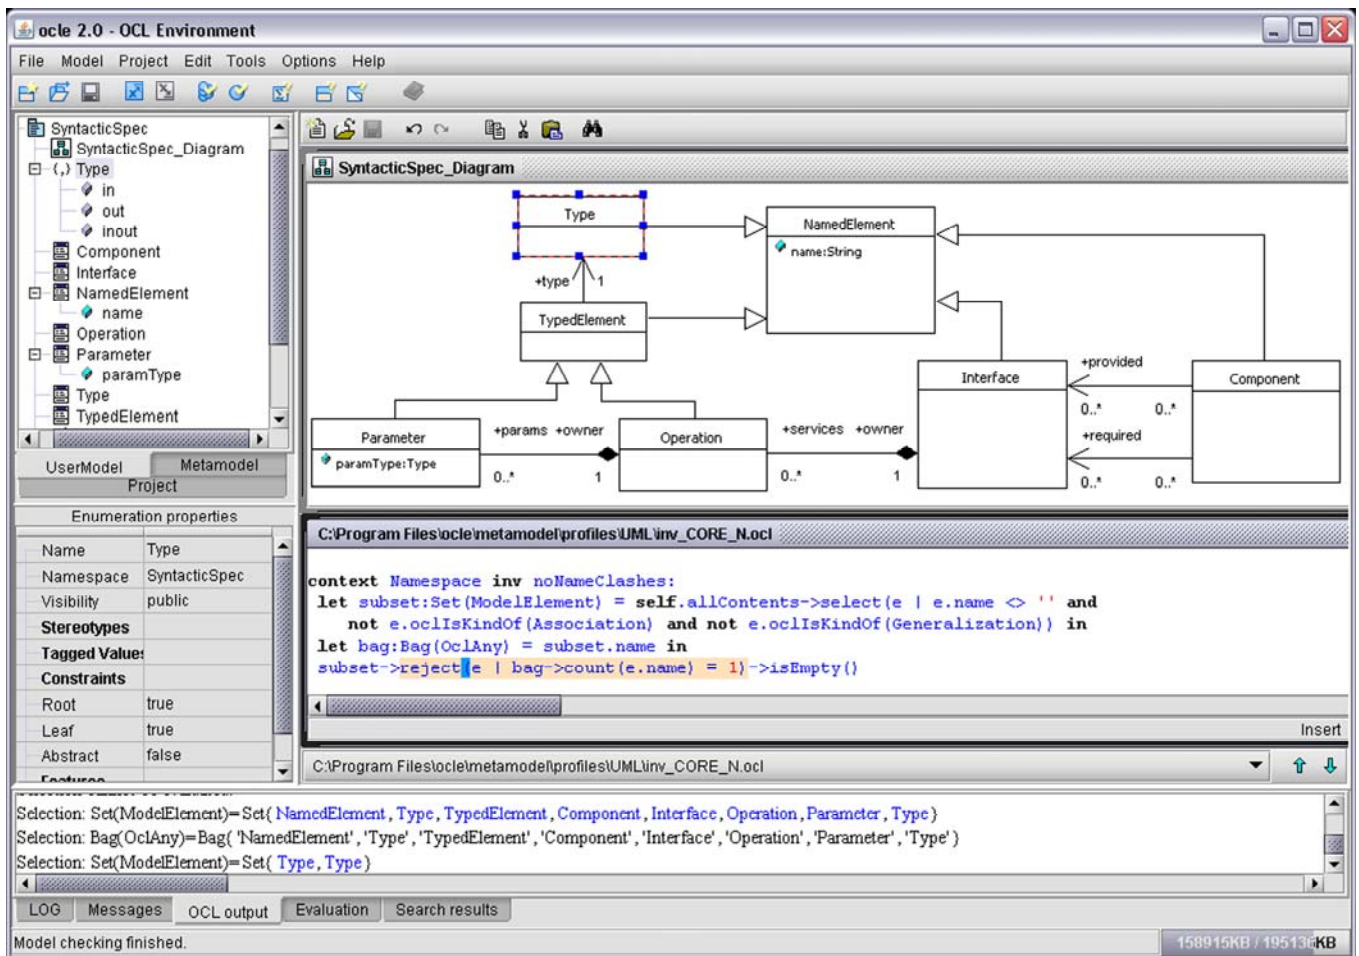 ocle 2.0 - OCL Environment
File Model Project Edit Tools Options Help
SyntacticSpec
SyntacticSpec_Diagram
(,) Type
in
out
inout
Component
Interface
NamedElement
name
Operation
Parameter
paramType
Type
TypedElement
UserModel Metamodel
Project
Enumeration properties
Name Type
Namespace SyntacticSpec
Visibility public
Stereotypes
Tagged Values
Constraints
Root true
Leaf true
Abstract false
Features
SyntacticSpec_Diagram
Type
NamedElement
name:String
+type 1
TypedElement
Interface
+provided
Component
0..* 0..*
+required
0..* 0..*
Parameter
paramType:Type
+params +owner
0..* 1
Operation
+services +owner
0..* 1
C:\Program Files\ocle\metamodel\profiles\UML\inv_CORE_N.ocl
context Namespace inv noNameClashes:
let subset:Set(ModelElement) = self.allContents->select(e | e.name <> '' and
not e.oclIsKindOf(Association) and not e.oclIsKindOf(Generalization)) in
let bag:Bag(OclAny) = subset.name in
subset->reject(e | bag->count(e.name) = 1)->isEmpty()
Insert
C:\Program Files\ocle\metamodel\profiles\UML\inv_CORE_N.ocl
Selection: Set(ModelElement)=Set{ NamedElement, Type, TypedElement, Component, Interface, Operation, Parameter, Type}
Selection: Bag(OclAny)=Bag{ 'NamedElement', 'Type', 'TypedElement', 'Component', 'Interface', 'Operation', 'Parameter', 'Type'}
Selection: Set(ModelElement)=Set{ Type, Type}
LOG Messages OCL output Evaluation Search results
Model checking finished.
158915KB / 195136KB